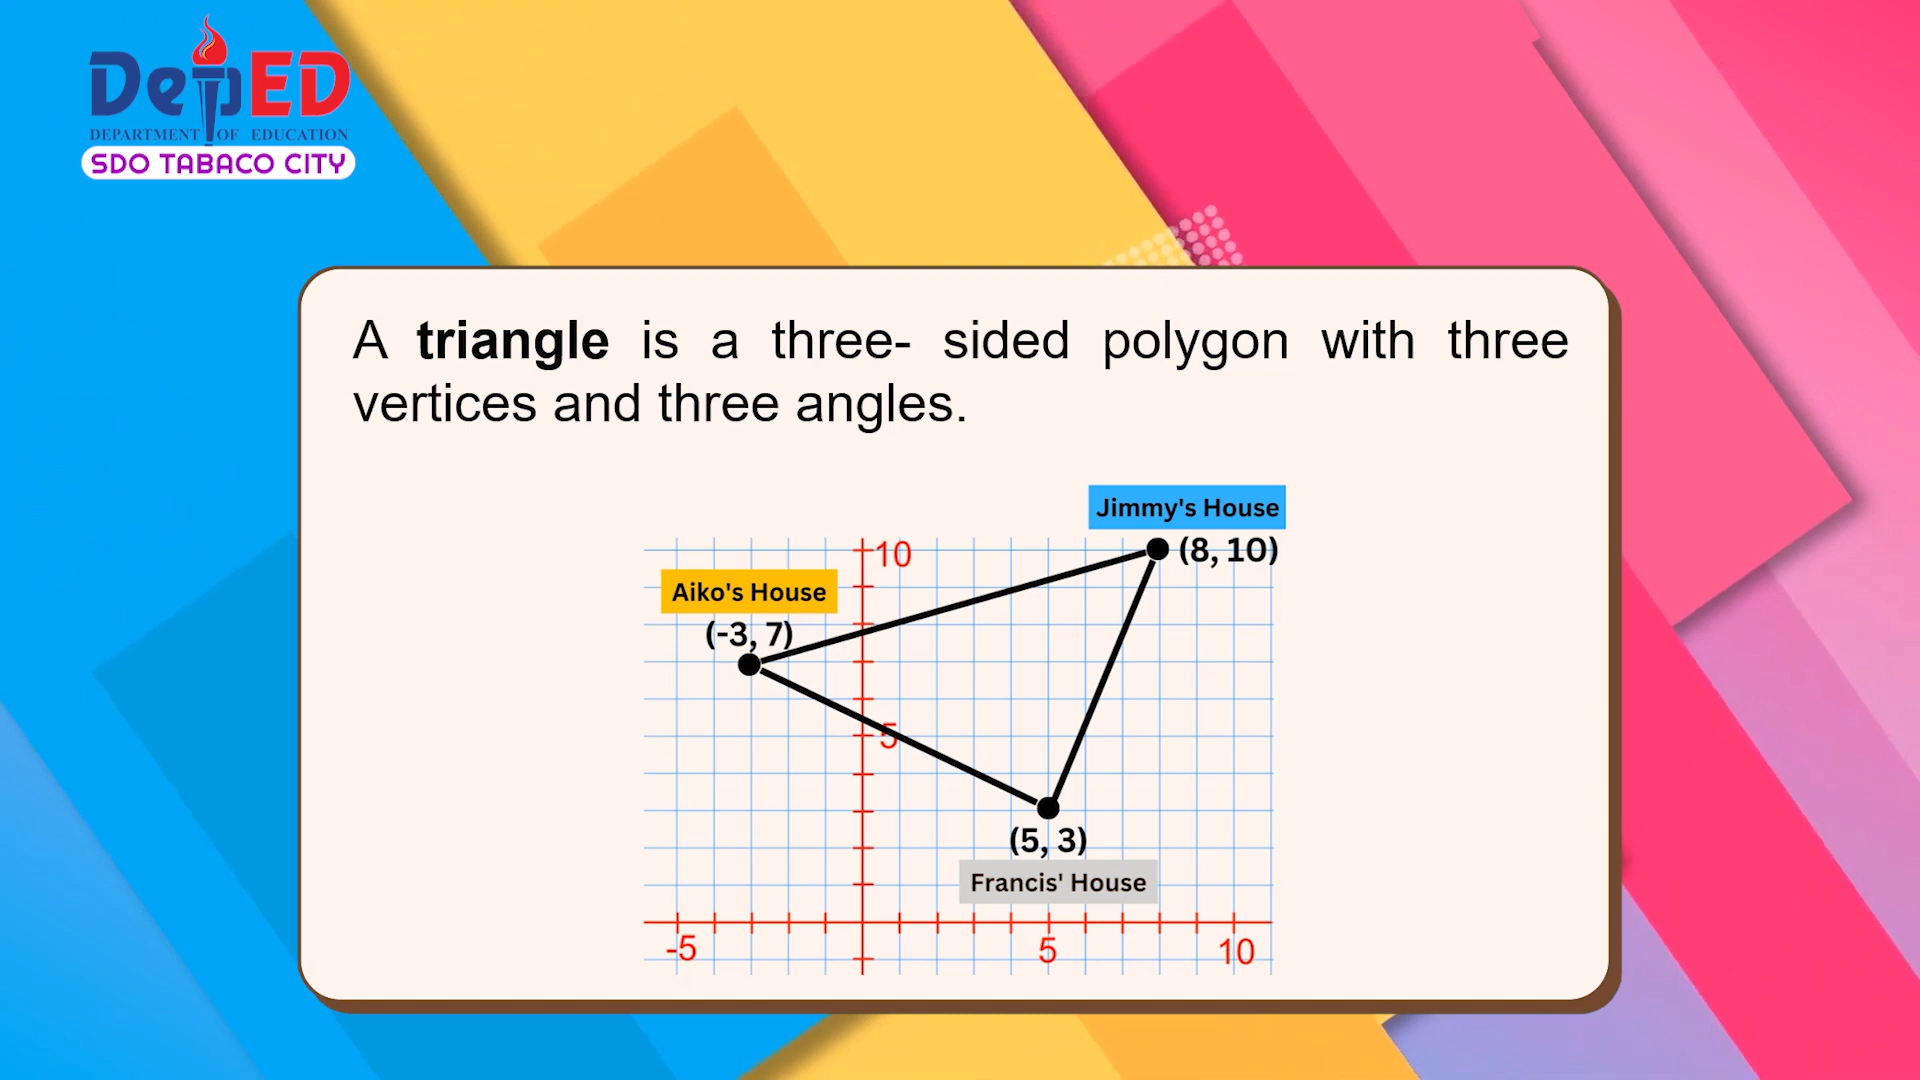 DepED
DEPARTMENT OF EDUCATION
SDO TABACO CITY
A triangle is a three- sided polygon with three
vertices and three angles.
Jimmy's House
10
(8, 10)
Aiko's House
(-3, 7)
5
(5, 3)
Francis' House
-5
5
10